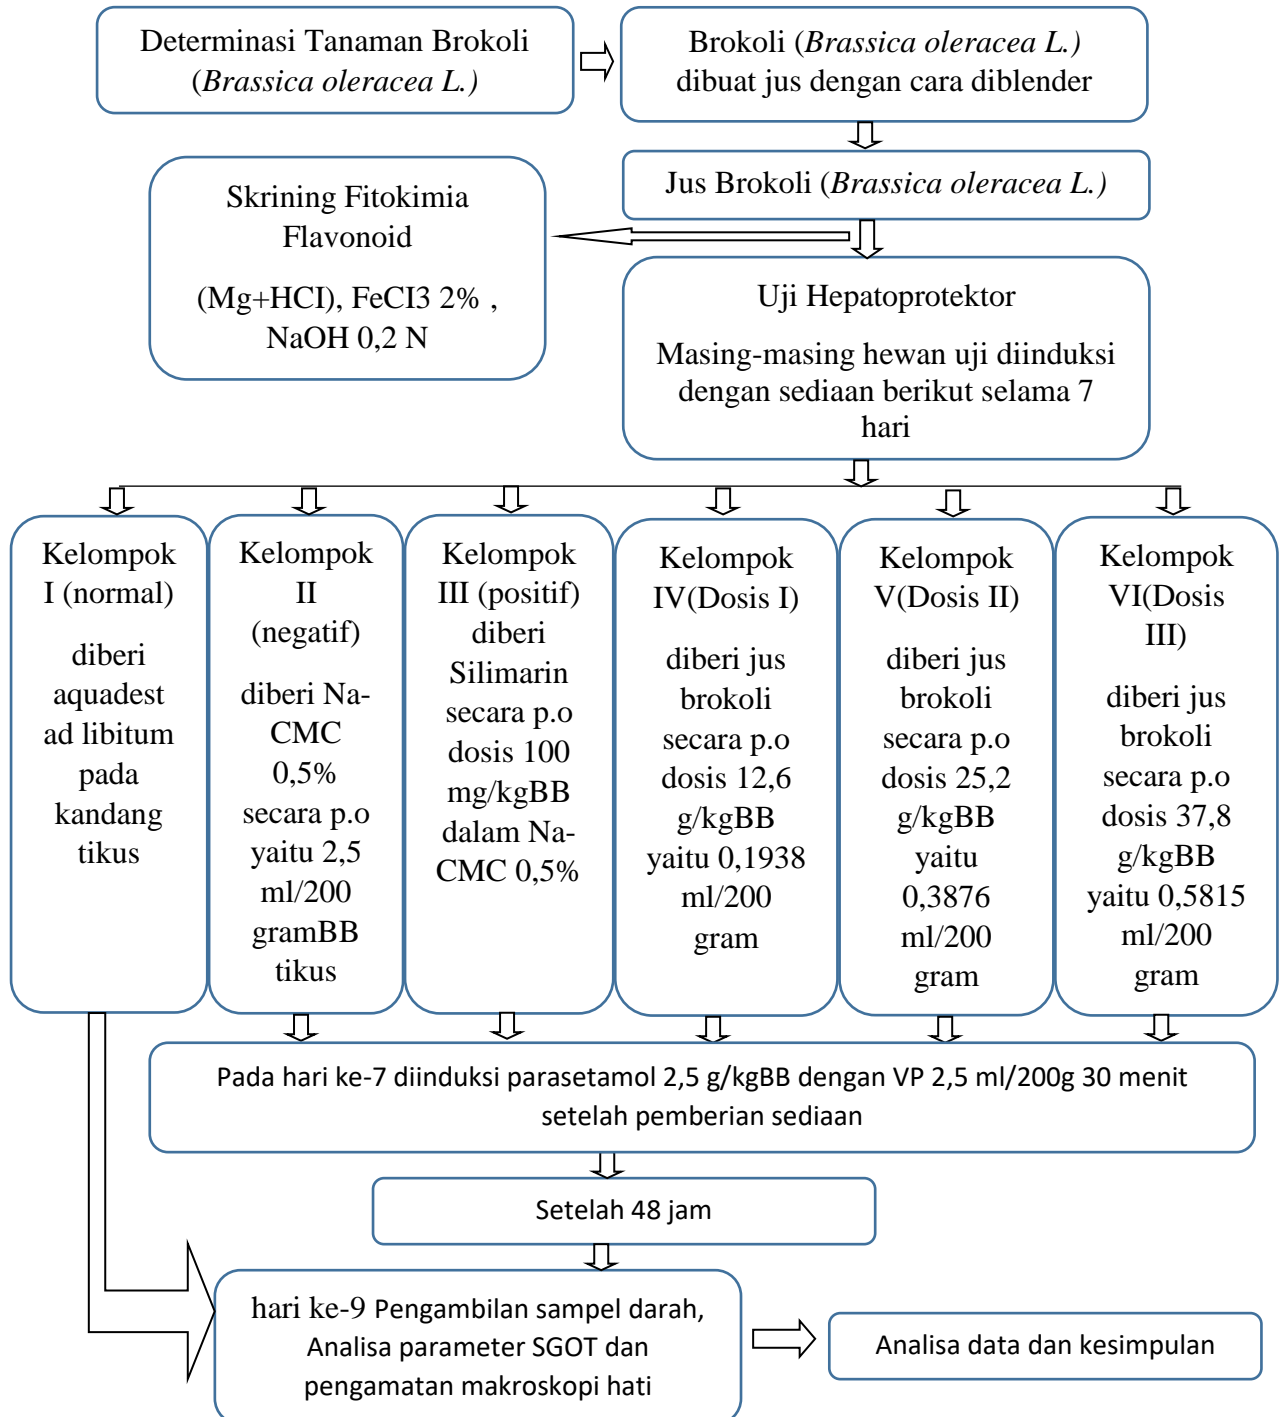 Determinasi Tanaman Brokoli
(Brassica oleracea L.)
Brokoli (Brassica oleracea L.)
dibuat jus dengan cara diblender
Jus Brokoli (Brassica oleracea L.)
Skrining Fitokimia
Flavonoid
(Mg+HCI), FeCI3 2% ,
NaOH 0,2 N
Uji Hepatoprotektor
Masing-masing hewan uji diinduksi
dengan sediaan berikut selama 7
hari
Kelompok
I (normal)
diberi
aquadest
ad libitum
pada
kandang
tikus
Kelompok
II
(negatif)
diberi Na-
CMC
0,5%
secara p.o
yaitu 2,5
ml/200
gramBB
tikus
Kelompok
III (positif)
diberi
Silimarin
secara p.o
dosis 100
mg/kgBB
dalam Na-
CMC 0,5%
Kelompok
IV(Dosis I)
diberi jus
brokoli
secara p.o
dosis 12,6
g/kgBB
yaitu 0,1938
ml/200
gram
Kelompok
V(Dosis II)
diberi jus
brokoli
secara p.o
dosis 25,2
g/kgBB
yaitu
0,3876
ml/200
gram
Kelompok
VI(Dosis
III)
diberi jus
brokoli
secara p.o
dosis 37,8
g/kgBB
yaitu 0,5815
ml/200
gram
Pada hari ke-7 diinduksi parasetamol 2,5 g/kgBB dengan VP 2,5 ml/200g 30 menit
setelah pemberian sediaan
Setelah 48 jam
hari ke-9 Pengambilan sampel darah,
Analisa parameter SGOT dan
pengamatan makroskopi hati
Analisa data dan kesimpulan